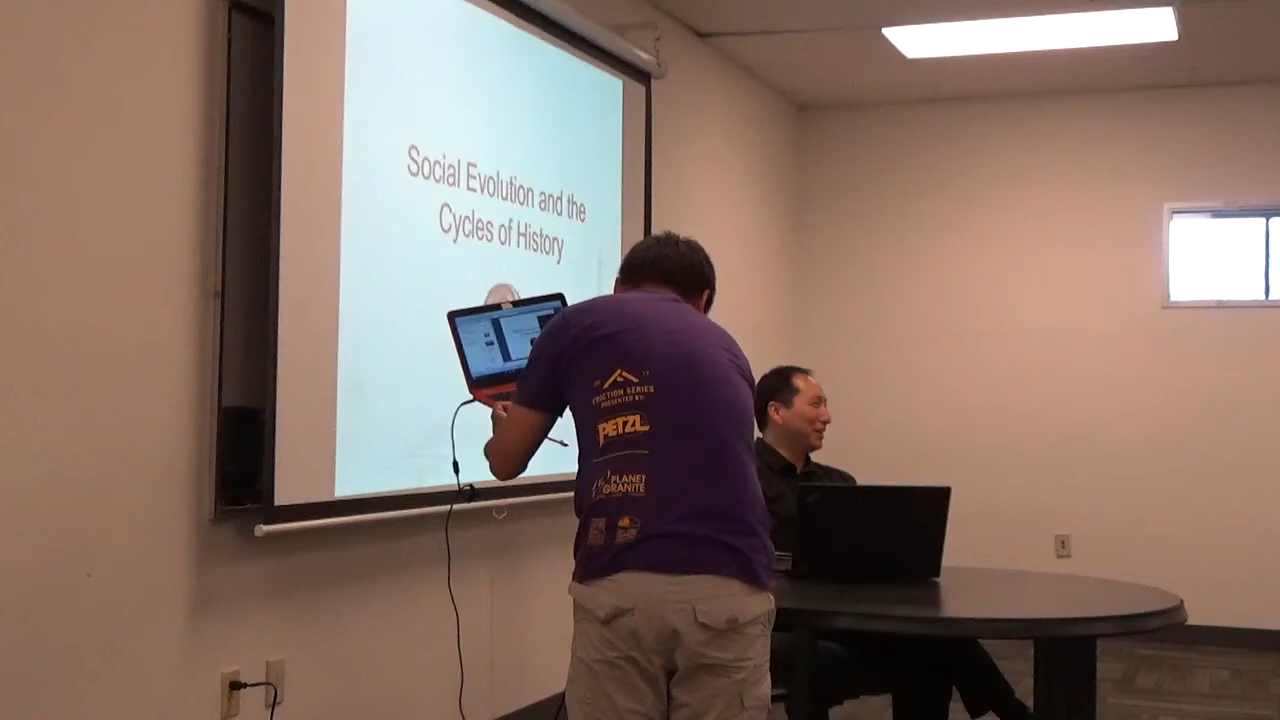 Social Evolution and the
Cycles of History
FRICTION SERIES
PRESENTED BY:
PETZL
PLANET
GRANITE